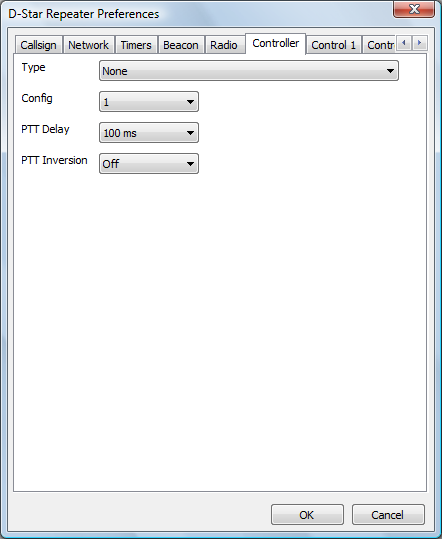 D-Star Repeater Preferences
Callsign Network Timers Beacon Radio Controller Control 1 Contr
Type None
Config 1
PTT Delay 100 ms
PTT Inversion Off
OK Cancel